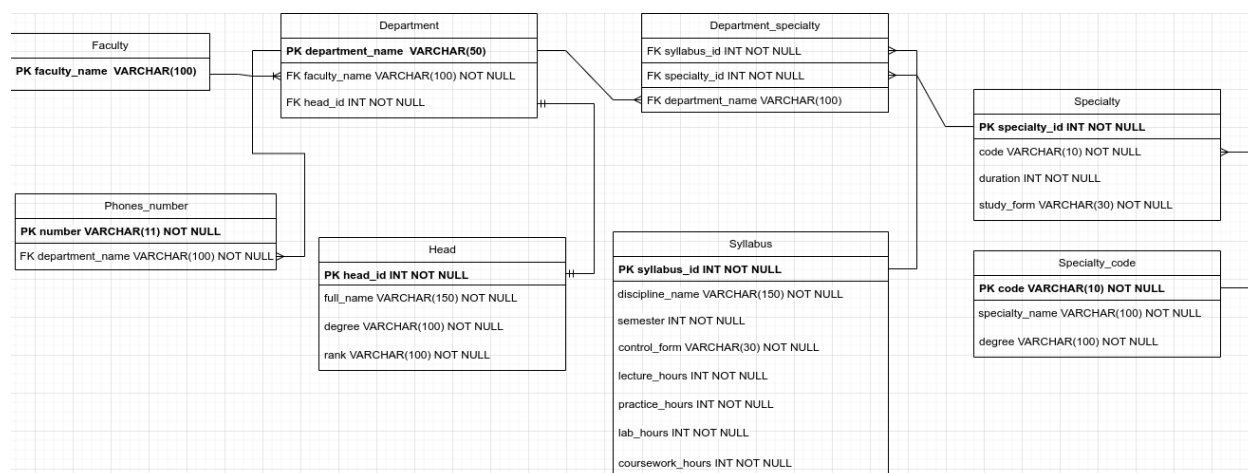 Faculty
PK faculty_name VARCHAR(100)
Department
PK department_name VARCHAR(50)
FK faculty_name VARCHAR(100) NOT NULL
FK head_id INT NOT NULL
Department_specialty
FK syllabus_id INT NOT NULL
FK specialty_id INT NOT NULL
FK department_name VARCHAR(100)
Specialty
PK specialty_id INT NOT NULL
code VARCHAR(10) NOT NULL
duration INT NOT NULL
study_form VARCHAR(30) NOT NULL
Phones_number
PK number VARCHAR(11) NOT NULL
FK department_name VARCHAR(100) NOT NULL
Head
PK head_id INT NOT NULL
full_name VARCHAR(150) NOT NULL
degree VARCHAR(100) NOT NULL
rank VARCHAR(100) NOT NULL
Syllabus
PK syllabus_id INT NOT NULL
discipline_name VARCHAR(150) NOT NULL
semester INT NOT NULL
control_form VARCHAR(30) NOT NULL
lecture_hours INT NOT NULL
practice_hours INT NOT NULL
lab_hours INT NOT NULL
coursework_hours INT NOT NULL
Specialty_code
PK code VARCHAR(10) NOT NULL
specialty_name VARCHAR(100) NOT NULL
degree VARCHAR(100) NOT NULL